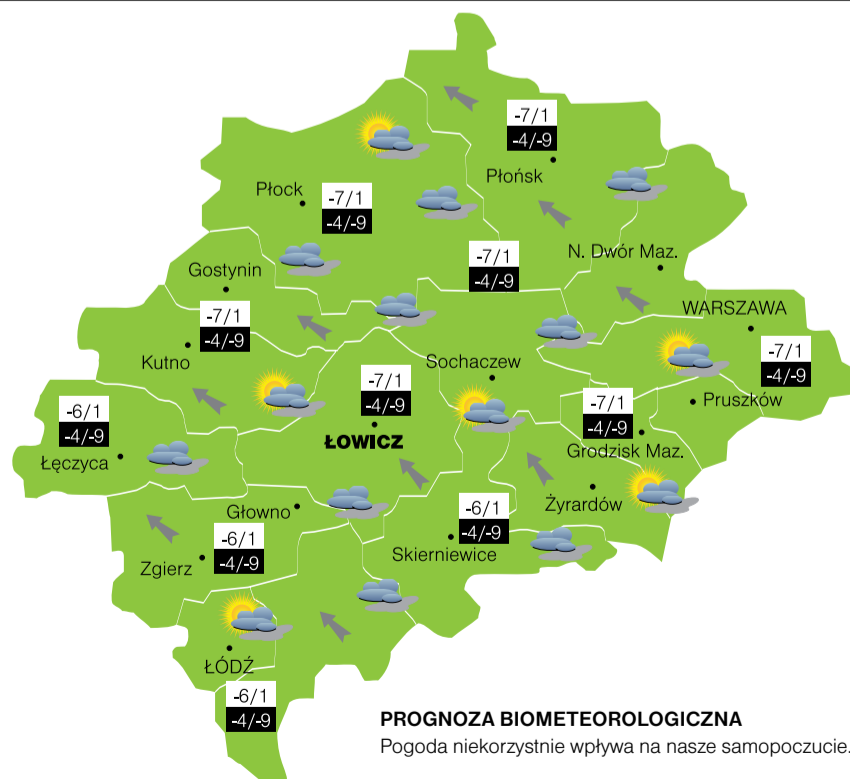 -7/1
-4/-9
Płońsk
Płock
-7/1
-4/-9
N. Dwór Maz.
-7/1
-4/-9
Gostynin
WARSZAWA
-7/1
-4/-9
Kutno
-7/1
-4/-9
Sochaczew
-7/1
-4/-9
ŁOWICZ
Pruszków
-7/1
-4/-9
Grodzisk Maz.
-6/1
-4/-9
Łęczyca
Żyrardów
Głowno
-6/1
-4/-9
Skierniewice
-6/1
-4/-9
Zgierz
ŁÓDŹ
-6/1
-4/-9
PROGNOZA BIOMETEOROLOGICZNA
Pogoda niekorzystnie wpływa na nasze samopoczucie.